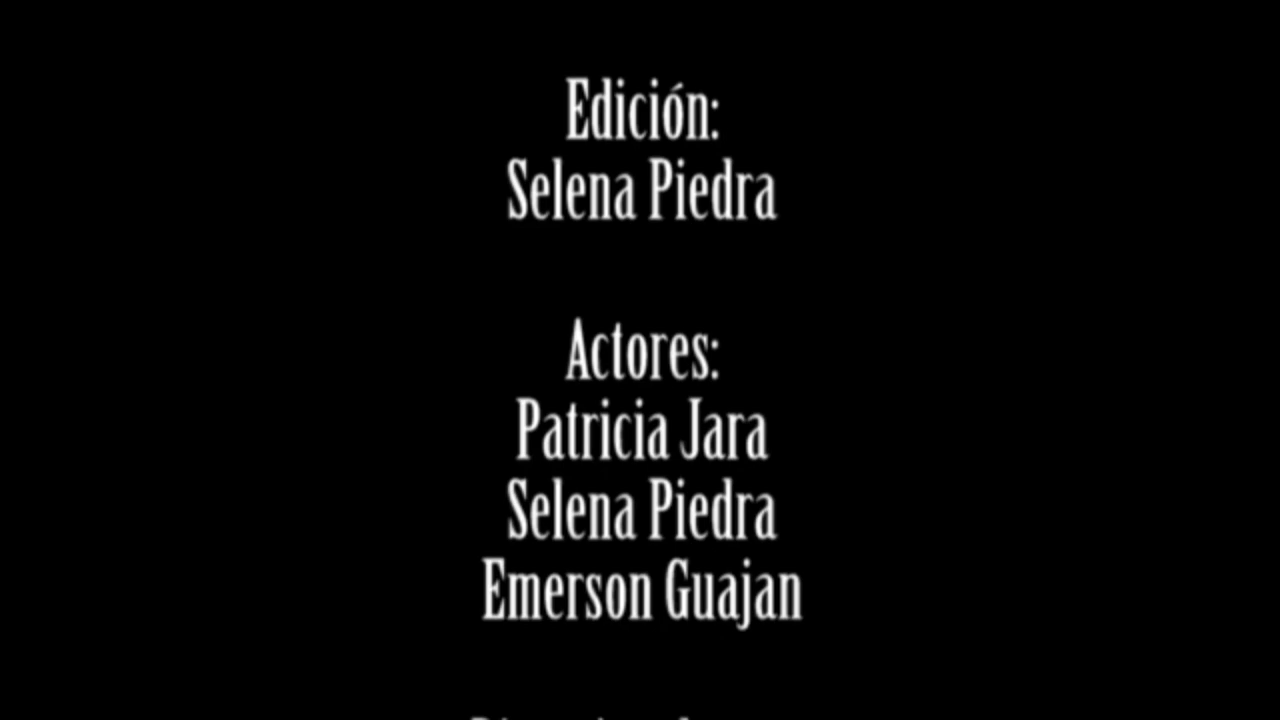 Edición:
Selena Piedra
Actores:
Patricia Jara
Selena Piedra
Emerson Guajan